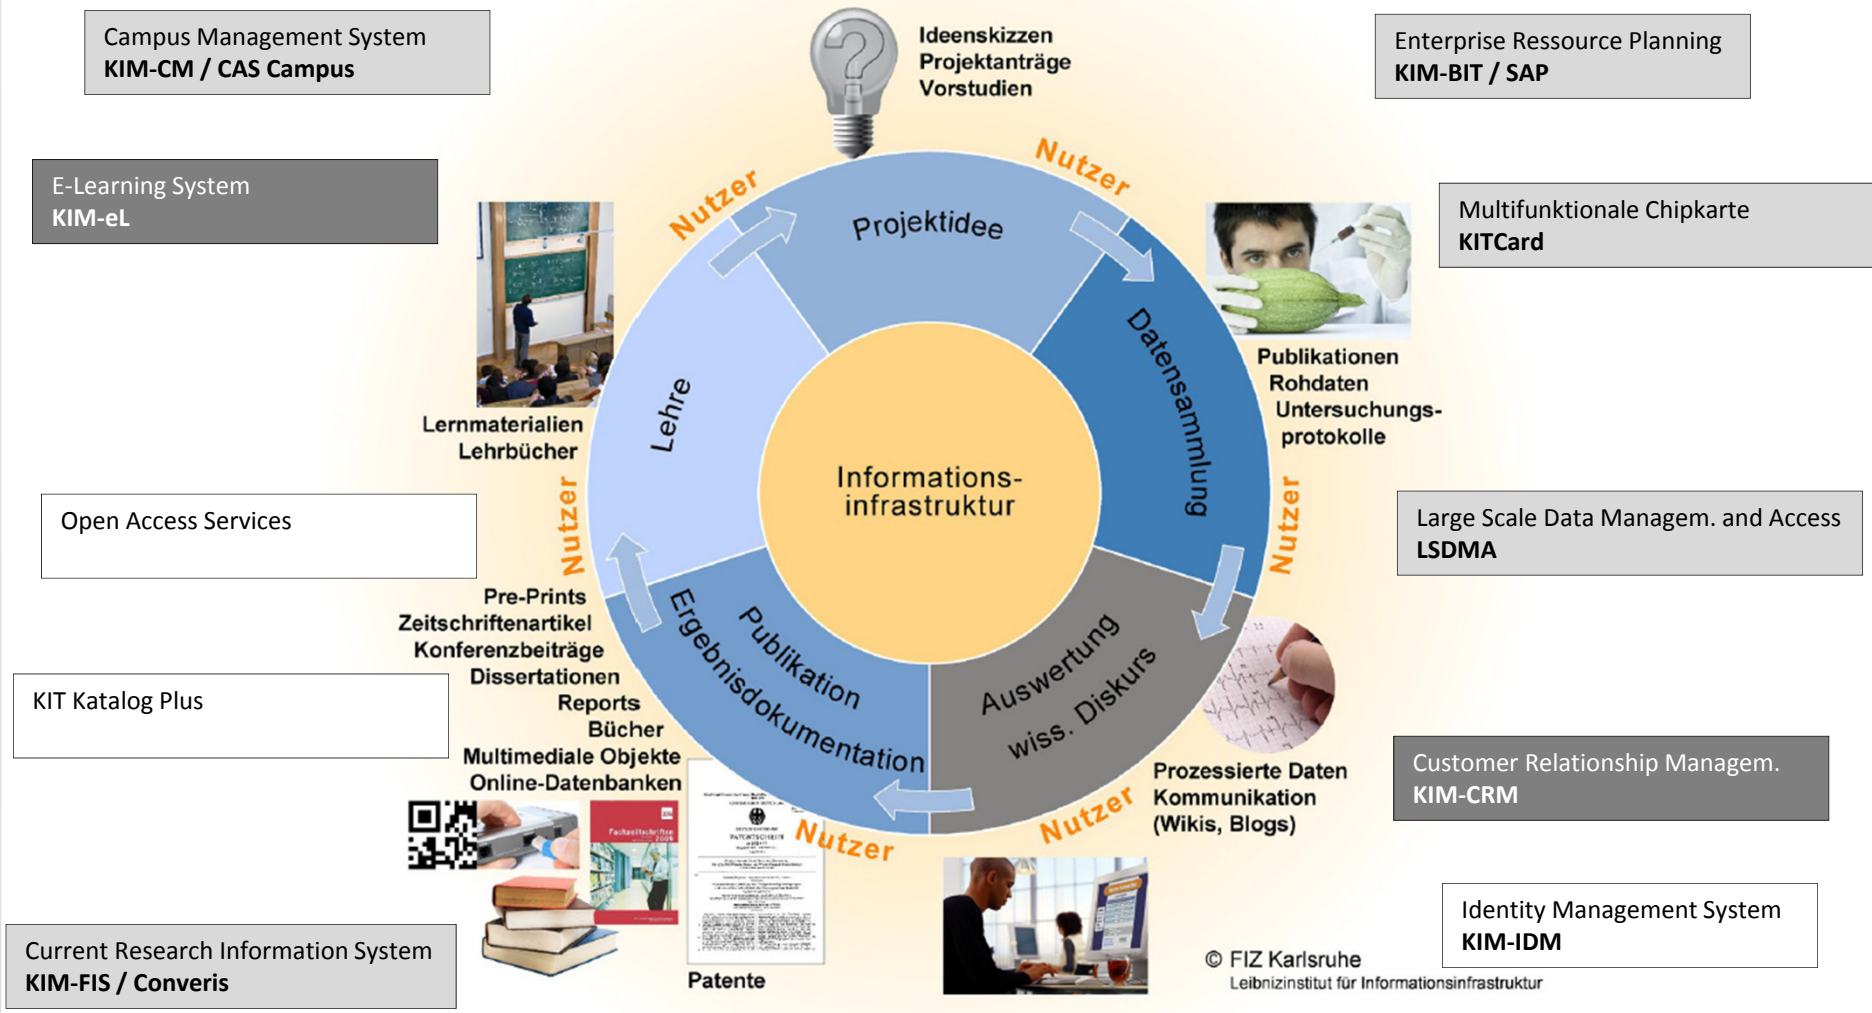 Campus Management System
KIM-CM / CAS Campus
Ideenskizzen
Projektanträge
Vorstudien
Enterprise Ressource Planning
KIM-BIT / SAP
E-Learning System
KIM-eL
Nutzer
Nutzer
Multifunktionale Chipkarte
KITCard
Projektidee
Datensammlung
Publikationen
Rohdaten
Untersuchungs-
protokolle
Lehre
Lernmaterialien
Lehrbücher
Informations-
infrastruktur
Nutzer
Nutzer
Open Access Services
Large Scale Data Managem. and Access
LSDMA
Pre-Prints
Zeitschriftenartikel
Konferenzbeiträge
Dissertationen
Reports
Bücher
Multimediale Objekte
Online-Datenbanken
Publikation
Ergebnisdokumentation
Auswertung
wiss. Diskurs
KIT Katalog Plus
Customer Relationship Managem.
KIM-CRM
Prozessierte Daten
Kommunikation
(Wikis, Blogs)
Nutzer
Nutzer
Fachzeitschriften
2009
PATENTSCHRIFT
Patente
Identity Management System
KIM-IDM
Current Research Information System
KIM-FIS / Converis
© FIZ Karlsruhe
Leibnizinstitut für Informationsinfrastruktur